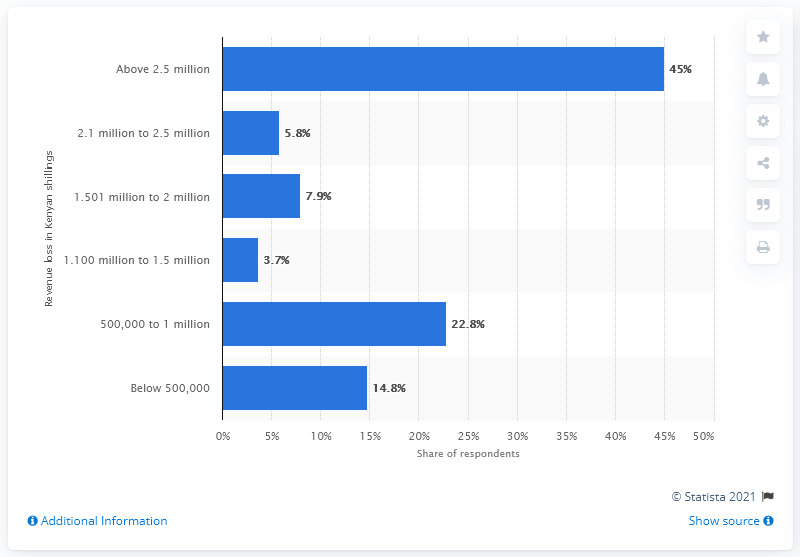 Revenue loss in Kenyan shillings
Above 2.5 million
45%
2.1 million to 2.5 million
5.8%
1.501 million to 2 million
7.9%
1.100 million to 1.5 million
3.7%
500,000 to 1 million
22.8%
Below 500,000
14.8%
0% 5% 10% 15% 20% 25% 30% 35% 40% 45% 50%
Share of respondents
© Statista 2021
Additional Information
Show source